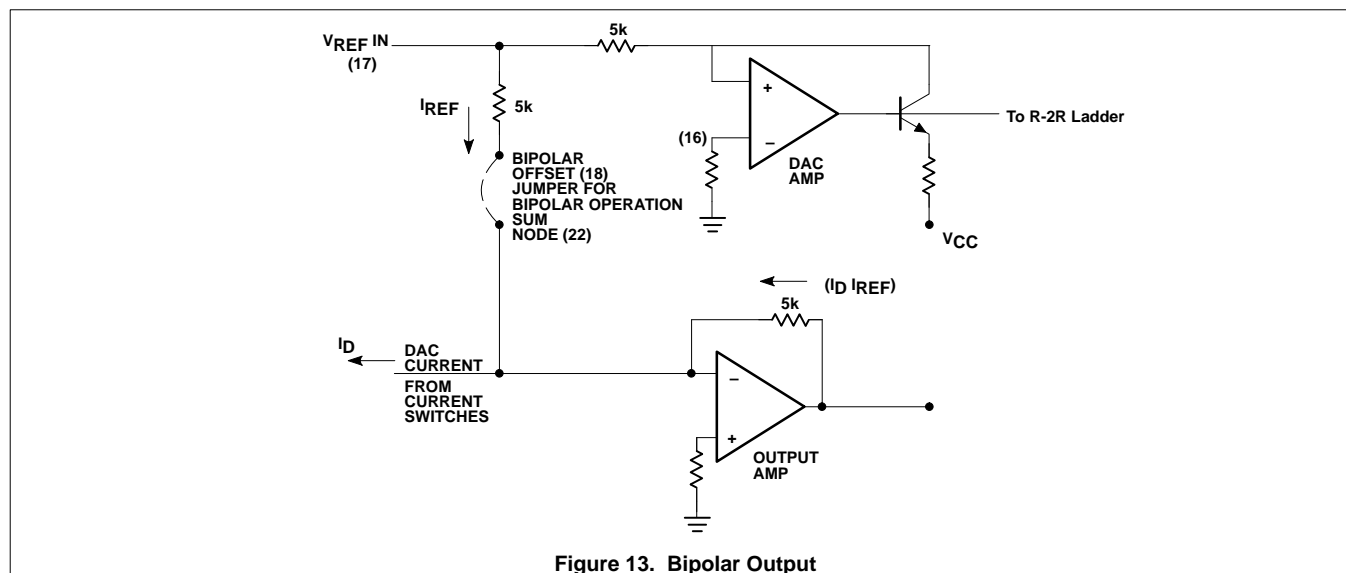 VREF IN
(17)
5k
IREF
5k
BIPOLAR
OFFSET (18)
JUMPER FOR
BIPOLAR OPERATION
SUM
NODE (22)
+
(16)
−
DAC
AMP
To R-2R Ladder
VCC
(ID IREF)
5k
ID
DAC
CURRENT
FROM
CURRENT
SWITCHES
−
+
OUTPUT
AMP
Figure 13. Bipolar Output